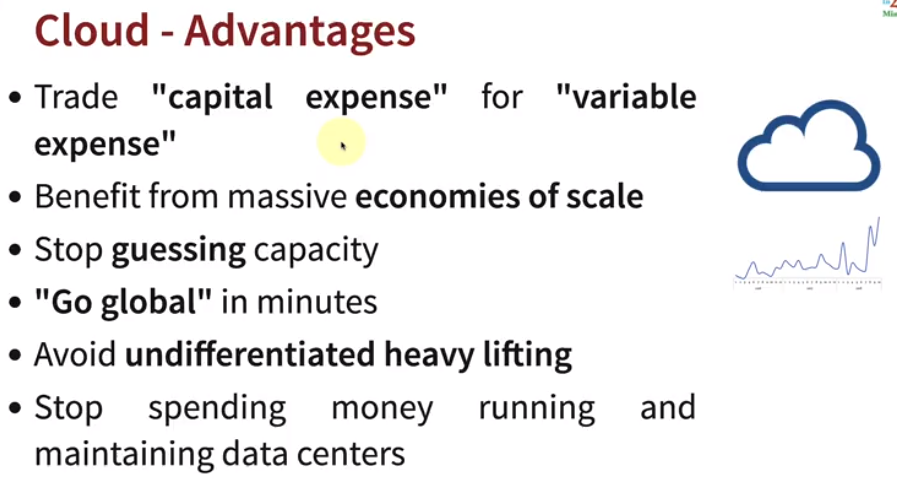 Cloud - Advantages
• Trade "capital expense" for "variable
expense"
• Benefit from massive economies of scale
• Stop guessing capacity
• "Go global" in minutes
• Avoid undifferentiated heavy lifting
• Stop spending money running and
maintaining data centers